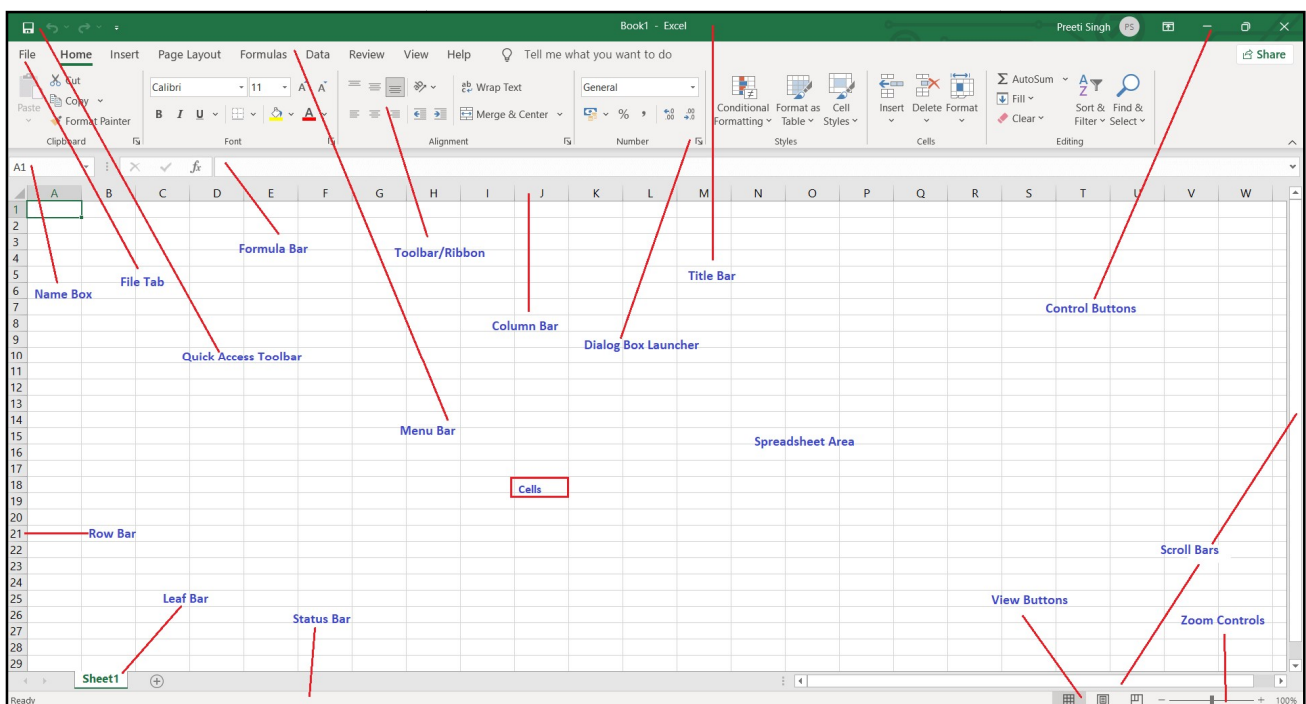 Book1 - Excel
Preeti Singh PS
File Home Insert Page Layout Formulas Data Review View Help Tell me what you want to do Share
Cut
Calibri 11 A A Wrap Text General
Paste Copy
Format Painter B I U A Merge & Center % , Conditional Formatting Format as Table Cell Styles Insert Delete Format AutoSum Fill Clear Sort & Filter Find & Select
Clipboard Font Alignment Number Styles Cells Editing
A1 fx
A B C D E F G H I J K L M N O P Q R S T U V W
1
2
3
Formula Bar Toolbar/Ribbon
4
5
File Tab Title Bar
6
Name Box
7
Control Buttons
8
Column Bar
9
Dialog Box Launcher
10
Quick Access Toolbar
11
12
13
14
15
Menu Bar Spreadsheet Area
16
17
18
Cells
19
20
21 Row Bar
22
Scroll Bars
23
24
25
Leaf Bar View Buttons
26
Status Bar Zoom Controls
27
28
29
Sheet1
Ready 100%